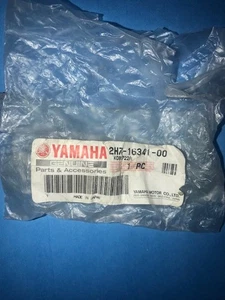 YAMAHA 2H7-16341-00
GENUINE
Parts & Accessories
1 PC
MADE IN JAPAN
YAMAHA MOTOR CO., LTD.